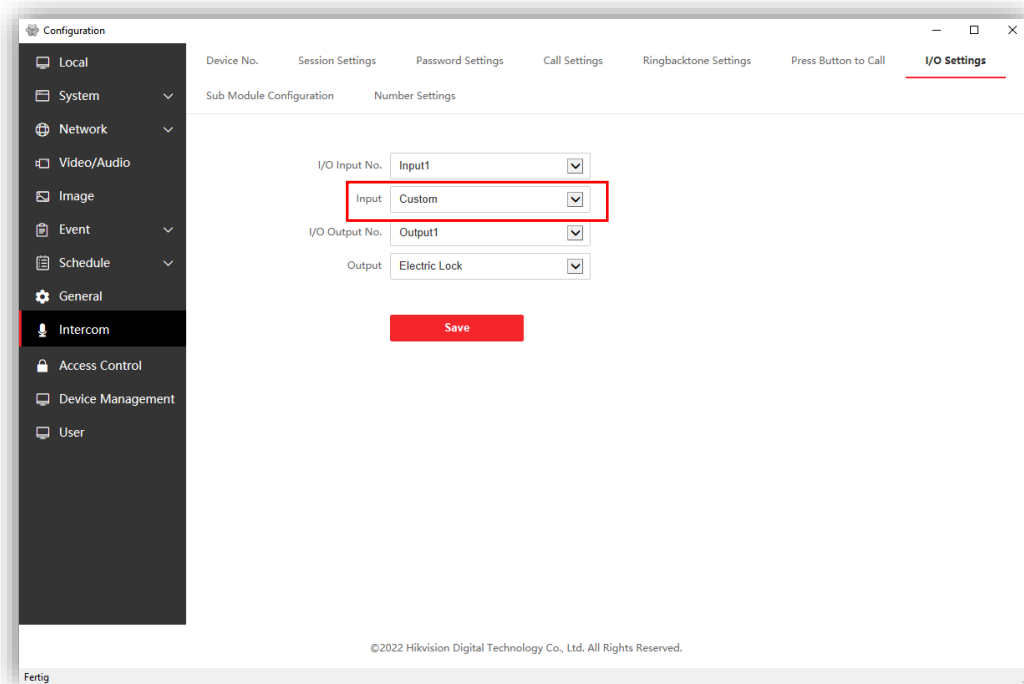 Configuration
Local
System
Network
Video/Audio
Image
Event
Schedule
General
Intercom
Access Control
Device Management
User
Device No. Session Settings Password Settings Call Settings Ringbacktone Settings Press Button to Call I/O Settings
Sub Module Configuration Number Settings
I/O Input No. Input1
Input Custom
I/O Output No. Output1
Output Electric Lock
Save
©2022 Hikvision Digital Technology Co., Ltd. All Rights Reserved.
Fertig